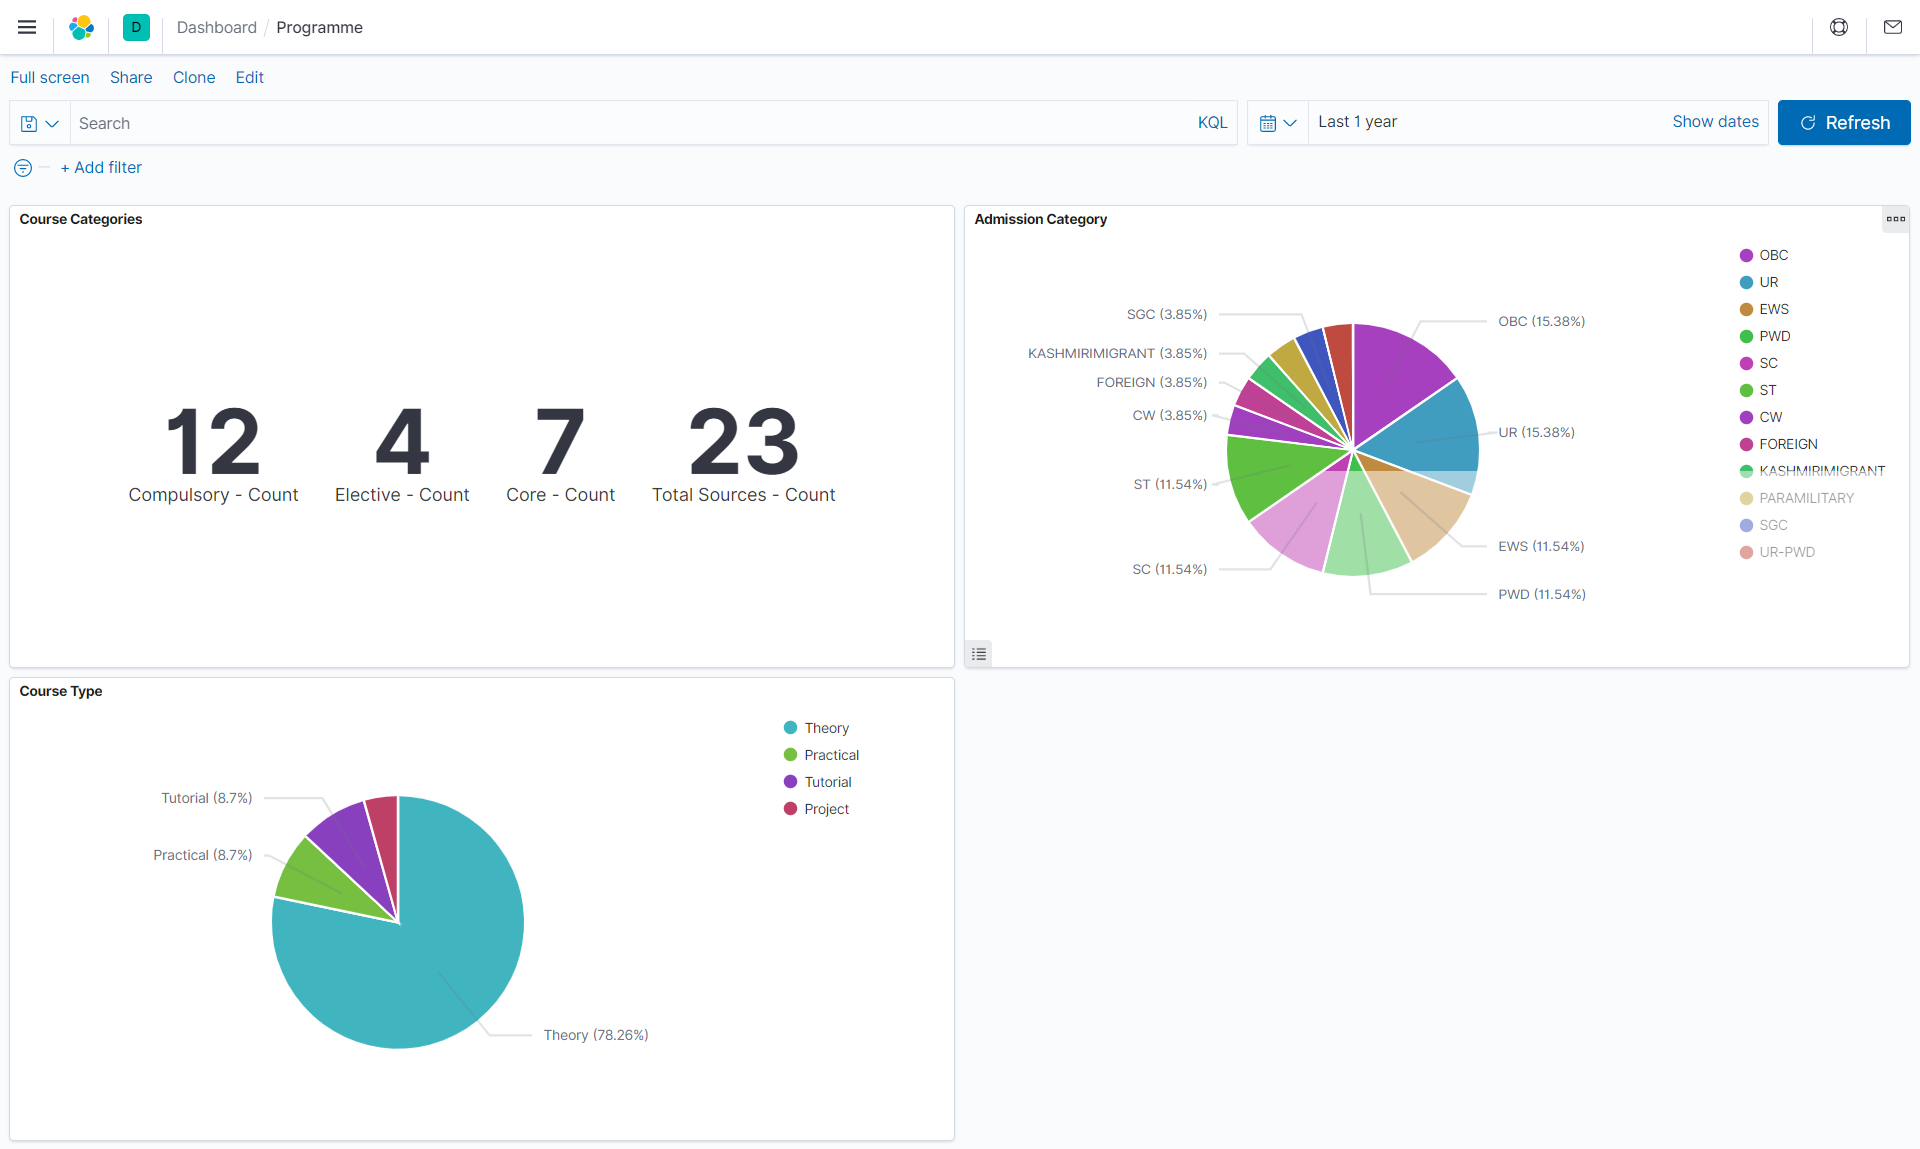 D
Dashboard / Programme
Full screen Share Clone Edit
Search KQL
Last 1 year Show dates
Refresh
+ Add filter
Course Categories
12 4 7 23
Compulsory - Count Elective - Count Core - Count Total Sources - Count
Admission Category
SGC (3.85%)
KASHMIRIMIGRANT (3.85%)
FOREIGN (3.85%)
CW (3.85%)
ST (11.54%)
SC (11.54%)
OBC (15.38%)
UR (15.38%)
EWS (11.54%)
PWD (11.54%)
OBC
UR
EWS
PWD
SC
ST
CW
FOREIGN
KASHMIRIMIGRANT
PARAMILITARY
SGC
UR-PWD
Course Type
Tutorial (8.7%)
Practical (8.7%)
Theory (78.26%)
Theory
Practical
Tutorial
Project